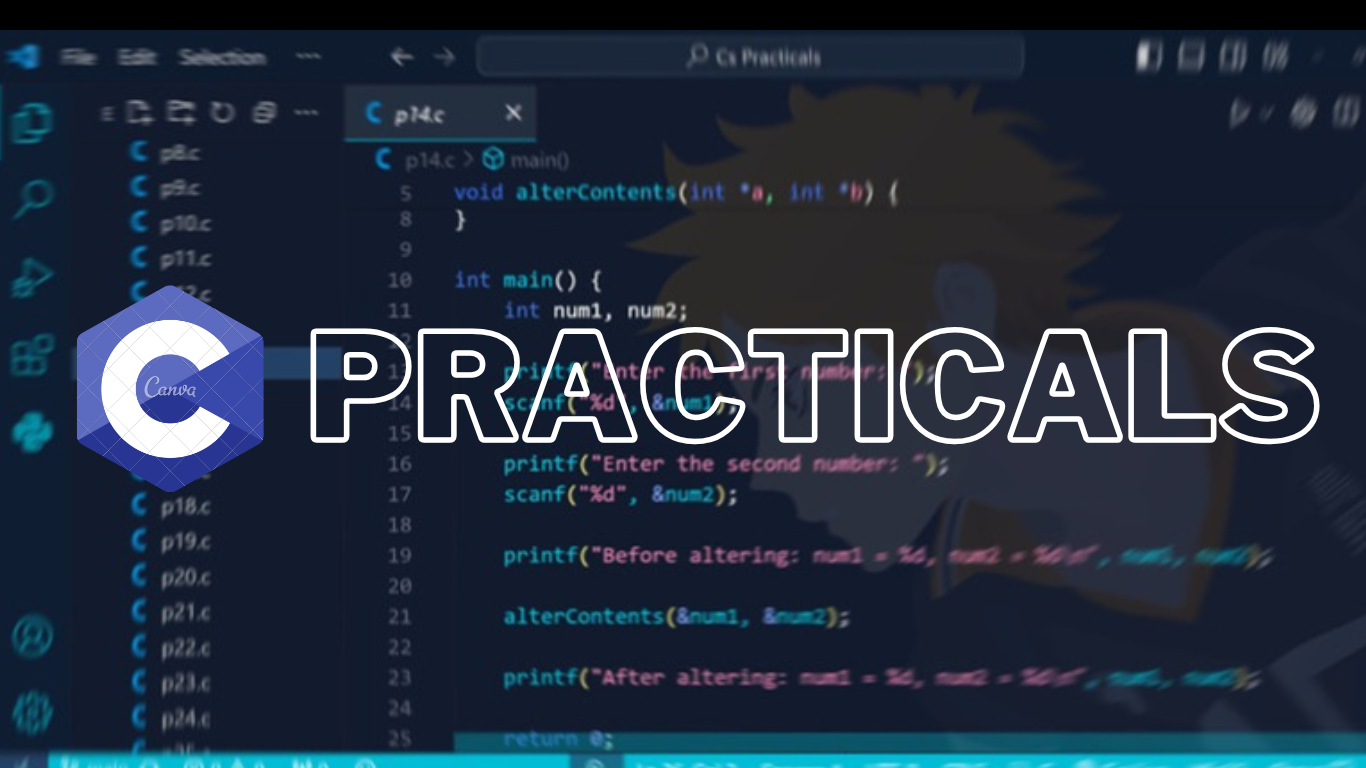 File Edit Selection ···
Cs Practicals
p14.c
p14.c > main()
p8.c
p9.c
p10.c
p11.c
p18.c
p19.c
p20.c
p21.c
p22.c
p23.c
p24.c
C
Canva
PRACTICALS
5 void alterContents(int *a, int *b) {
8 }
9
10 int main() {
11 int num1, num2;
printf("Enter the first number: ");
14 scanf("%d", &num1);
15
16 printf("Enter the second number: ");
17 scanf("%d", &num2);
18
19 printf("Before altering: num1 = %d, num2 = %d\n", num1, num2);
20
21 alterContents(&num1, &num2);
22
23 printf("After altering: num1 = %d, num2 = %d\n", num1, num2);
24
25 return 0;